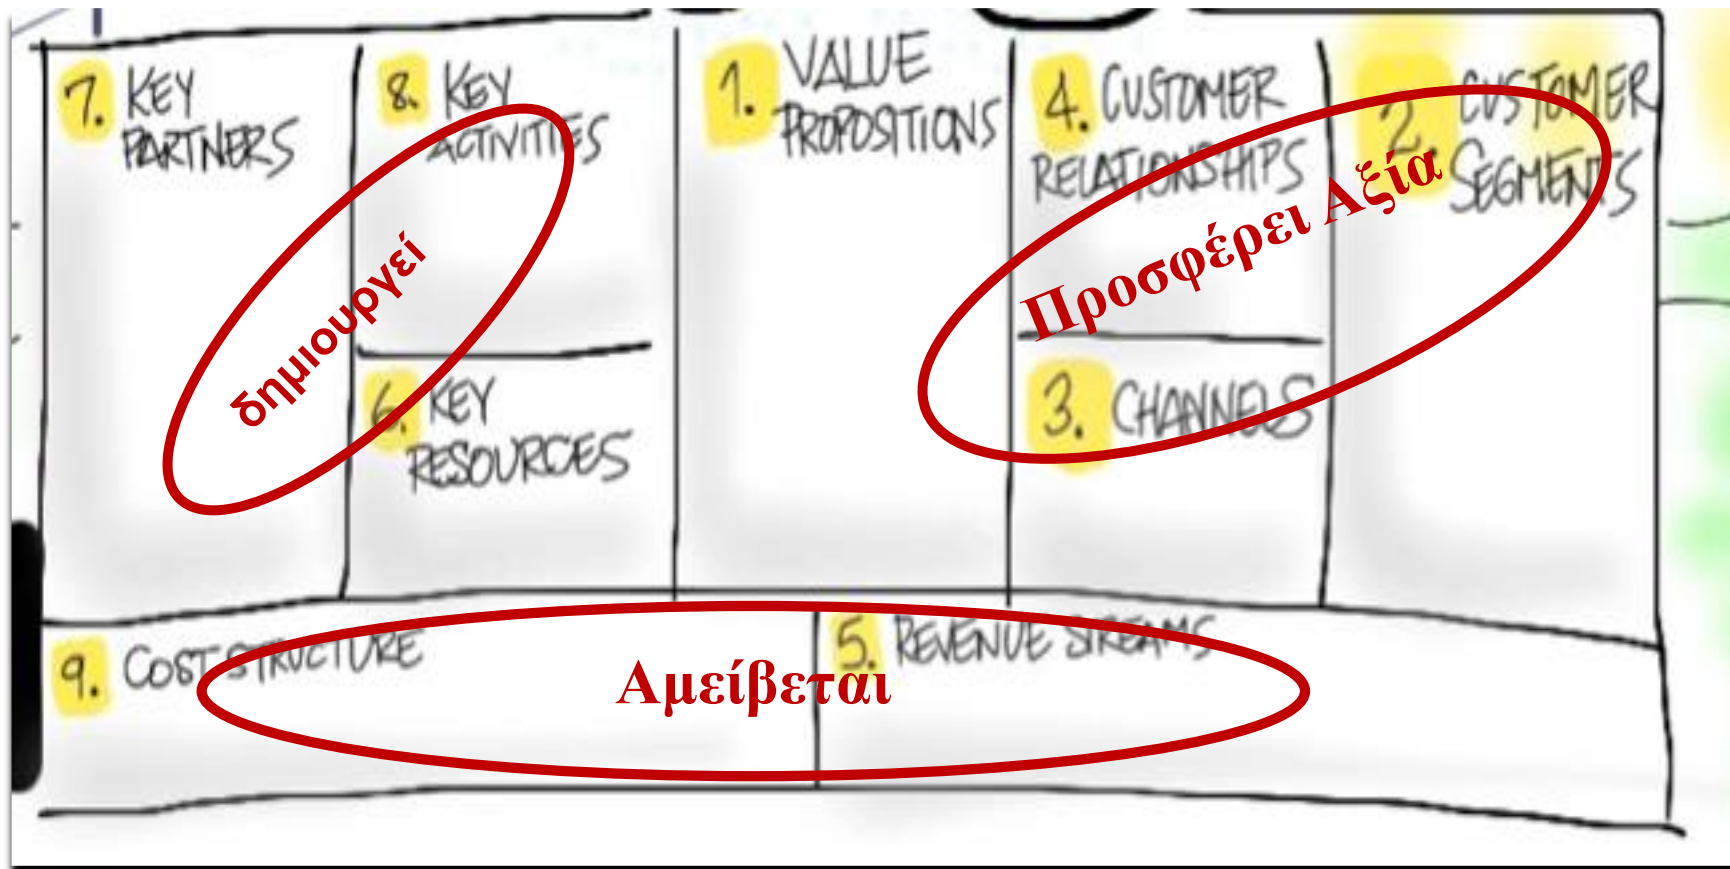 7. KEY
PARTNERS
8. KEY
ACTIVITIES
6. KEY
RESOURCES
δημιουργεί
1. VALUE
PROPOSITIONS
4. CUSTOMER
RELATIONSHIPS
3. CHANNELS
2. CUSTOMER
SEGMENTS
Προσφέρει Αξία
9. COST STRUCTURE
5. REVENUE STREAMS
Αμείβεται